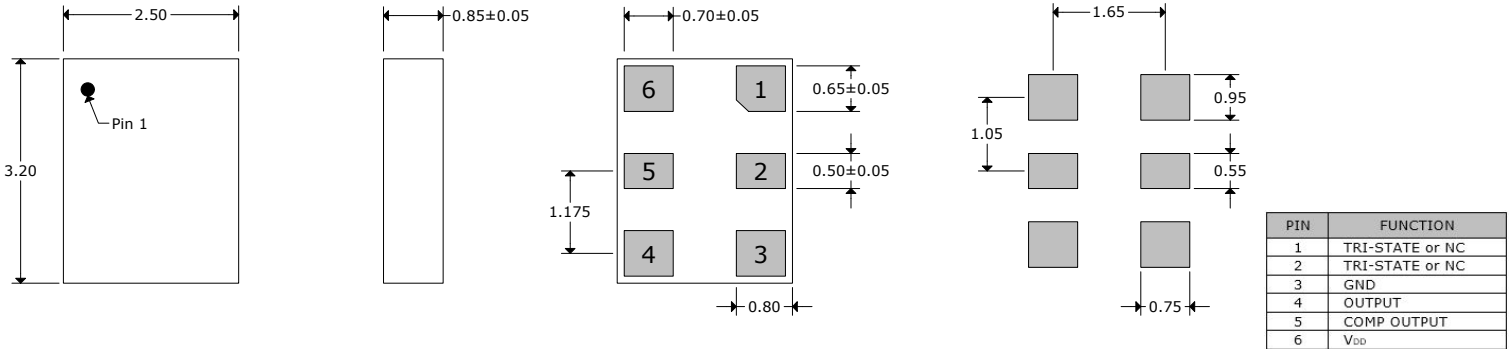 2.50
0.85±0.05
0.70±0.05
1.65
Pin 1
3.20
6 1
0.65±0.05
5 2
0.50±0.05
1.175
4 3
0.80
0.95
1.05
0.55
0.75
PIN FUNCTION
1 TRI-STATE or NC
2 TRI-STATE or NC
3 GND
4 OUTPUT
5 COMP OUTPUT
6 VDD